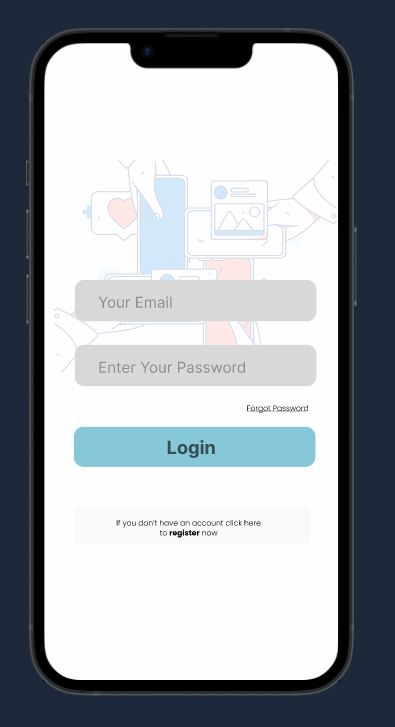 Your Email
Enter Your Password
Forgot Password
Login
If you don't have an account click here
to register now